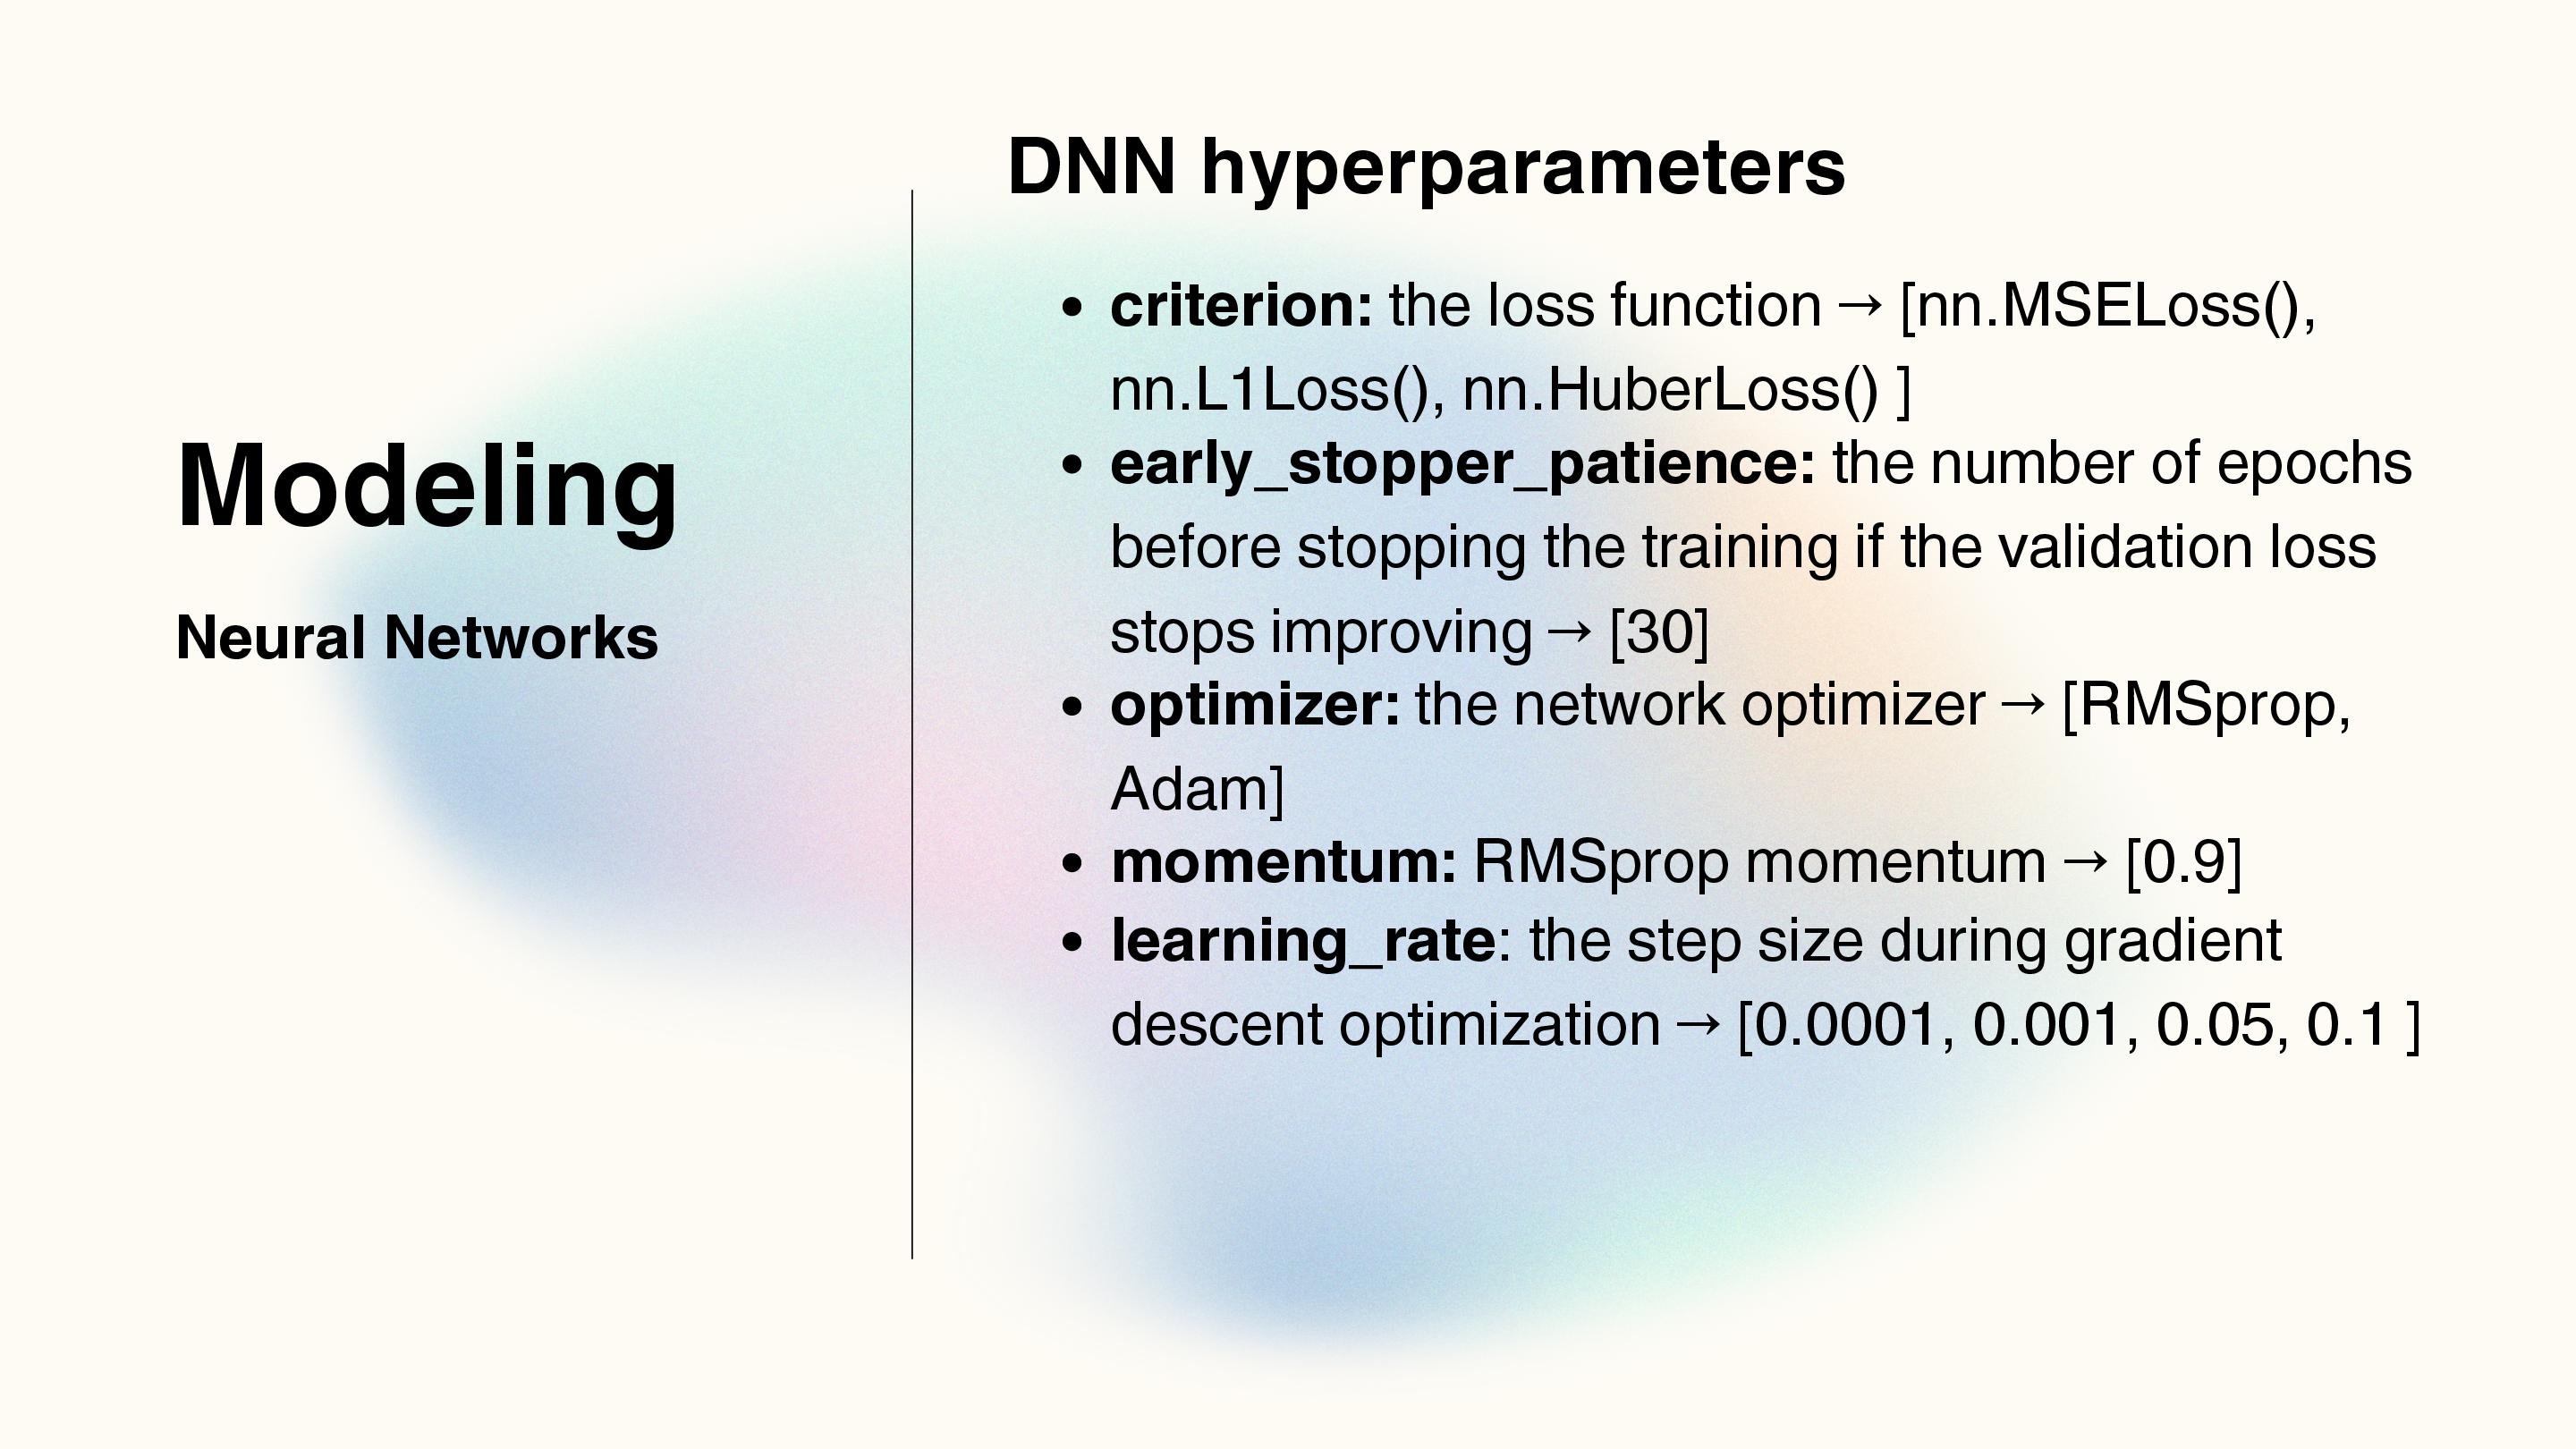 Modeling
Neural Networks
DNN hyperparameters
• criterion: the loss function → [nn.MSELoss(),
nn.L1Loss(), nn.HuberLoss() ]
• early_stopper_patience: the number of epochs
before stopping the training if the validation loss
stops improving → [30]
• optimizer: the network optimizer → [RMSprop,
Adam]
• momentum: RMSprop momentum → [0.9]
• learning_rate: the step size during gradient
descent optimization → [0.0001, 0.001, 0.05, 0.1 ]